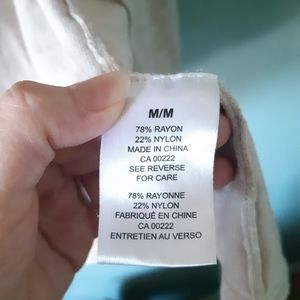 M/M
78% RAYON
22% NYLON
MADE IN CHINA
CA 00222
SEE REVERSE
FOR CARE
78% RAYONNE
22% NYLON
FABRIQUÉ EN CHINE
CA 00222
ENTRETIEN AU VERSO